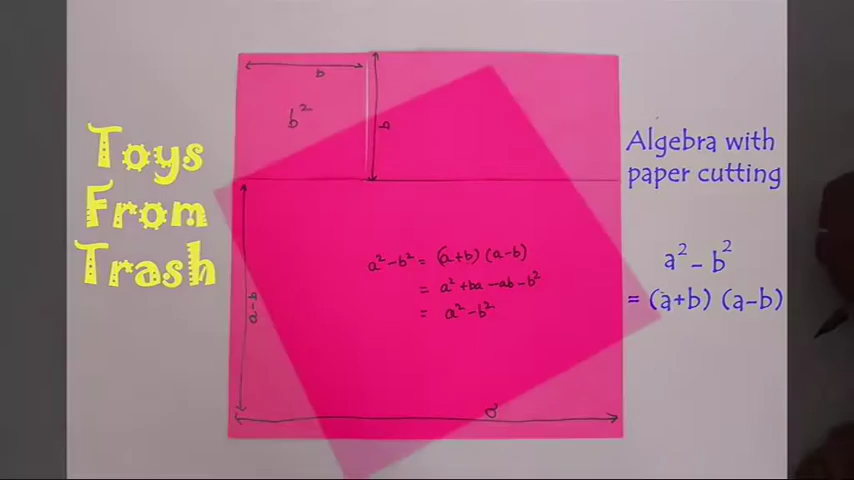 Toys
From
Trash
b
b²
b
a-b
a²-b² = (a+b) (a-b)
= a² +ba -ab -b²
= a² -b²
a
Algebra with
paper cutting
a² - b²
= (a+b) (a-b)